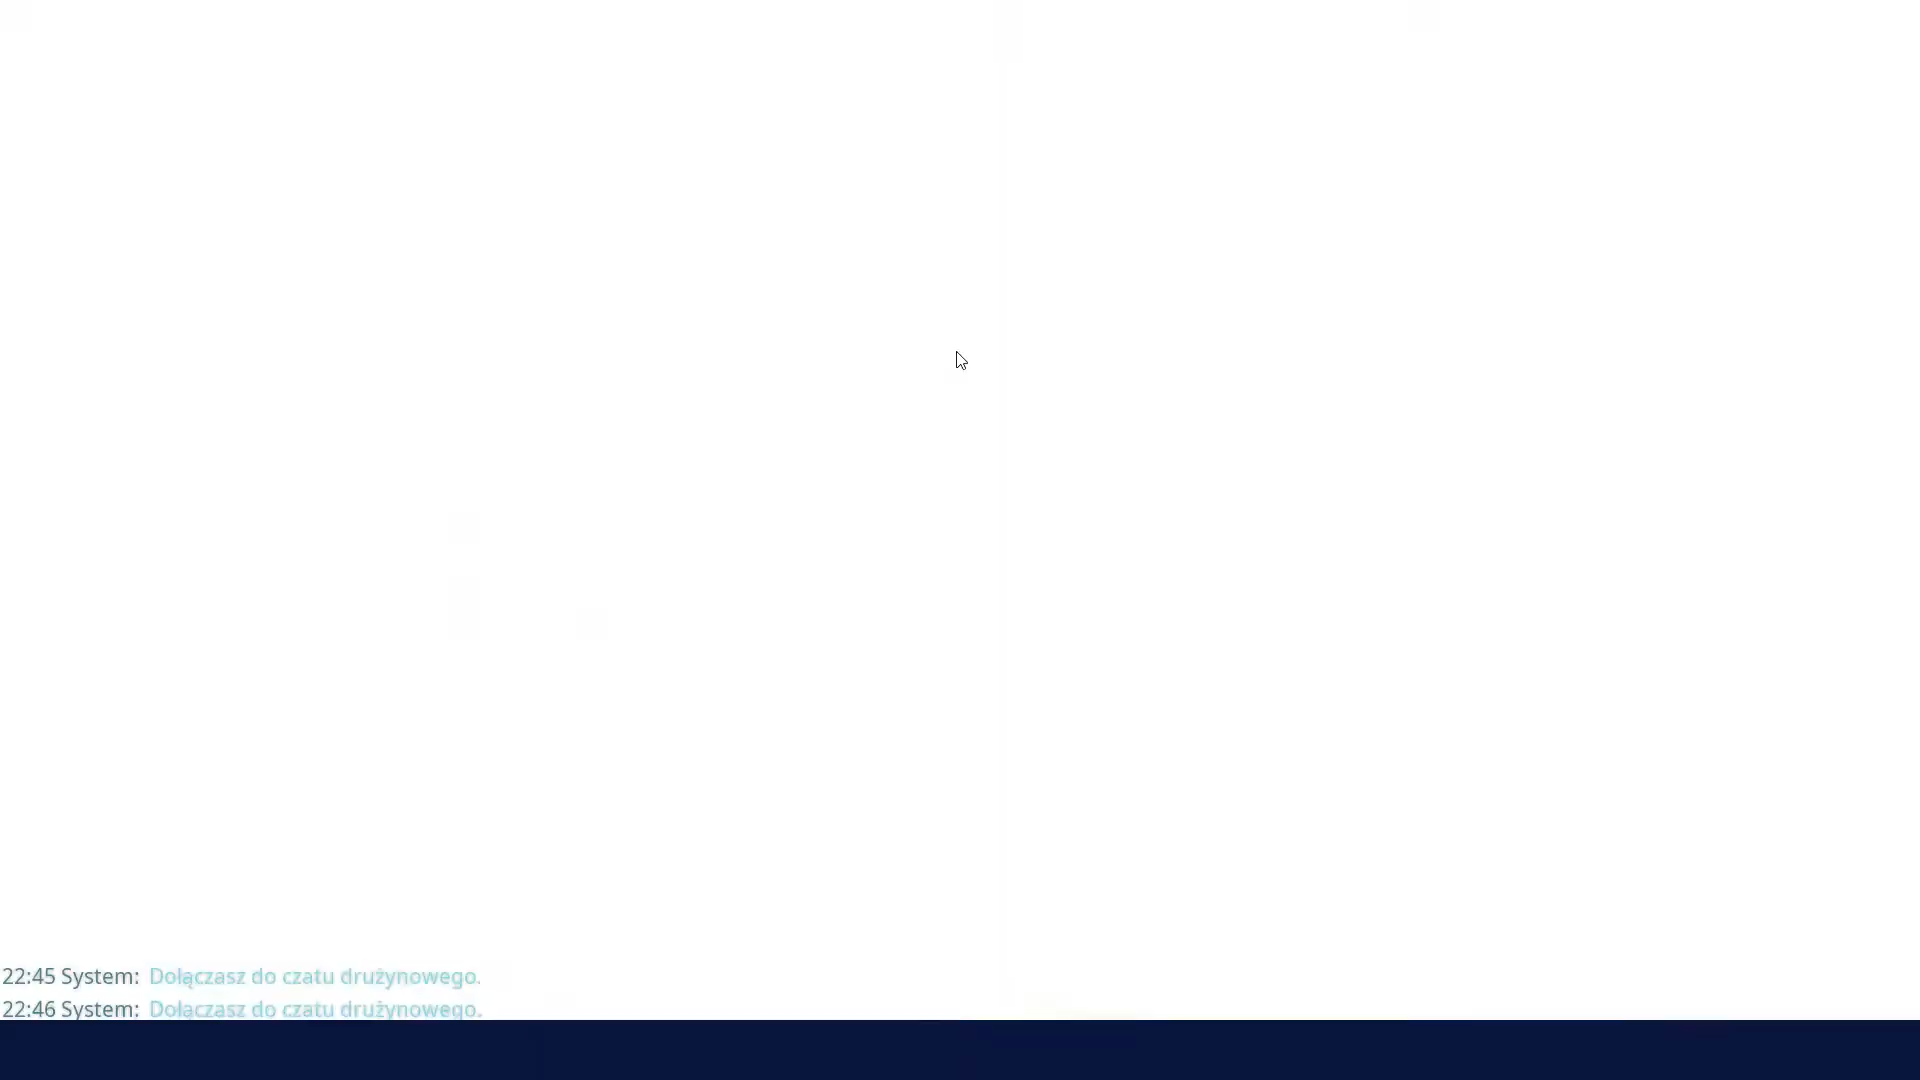 22:45 System: Dołączasz do czatu drużynowego.
22:46 System: Dołączasz do czatu drużynowego.